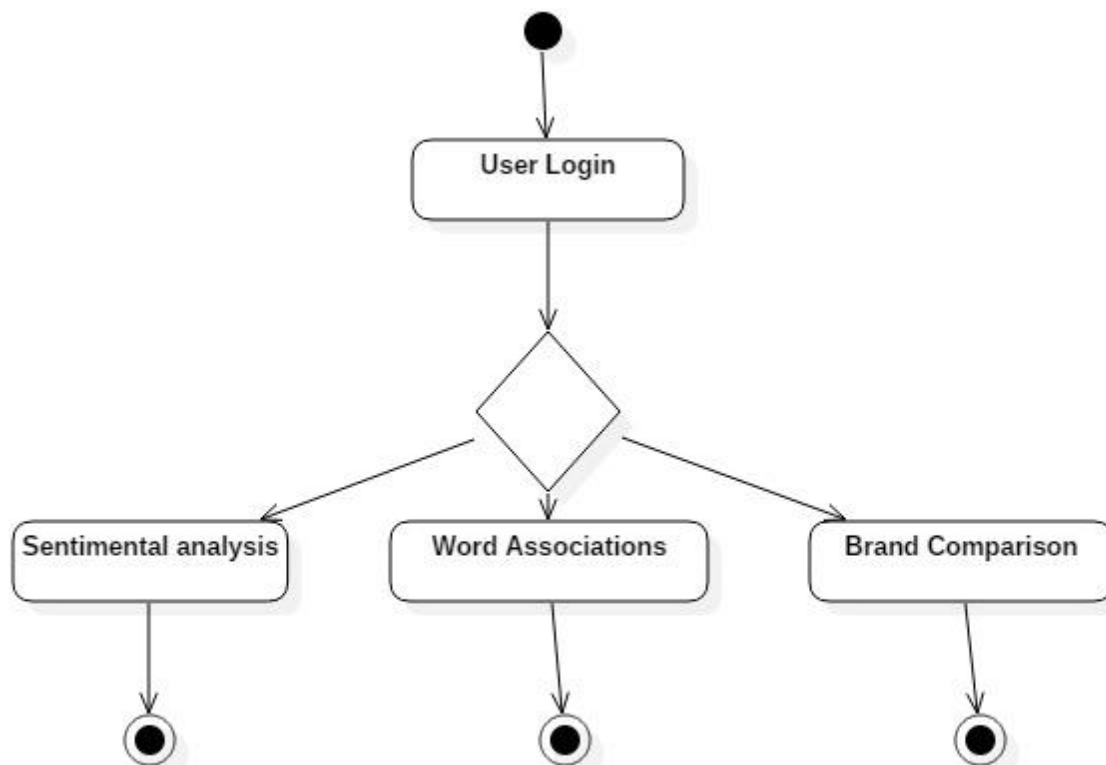 User Login
Sentimental analysis
Word Associations
Brand Comparison